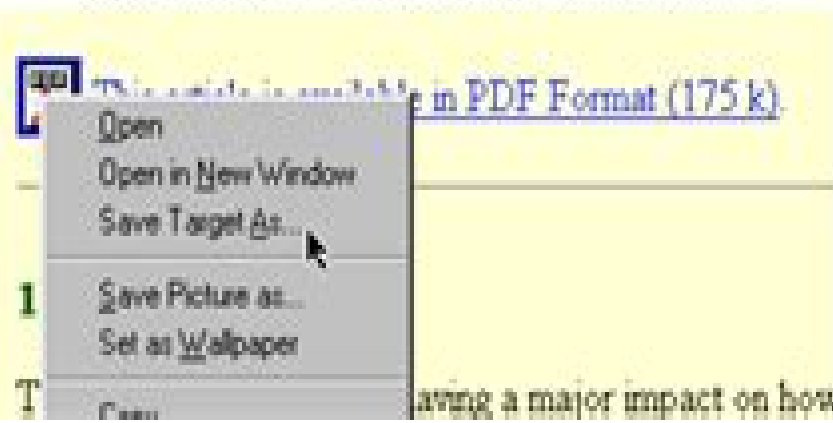 This article is available in PDF Format (175 k)
Open
Open in New Window
Save Target As...
1
Save Picture as...
Set as Wallpaper
T aving a major impact on how
Copy